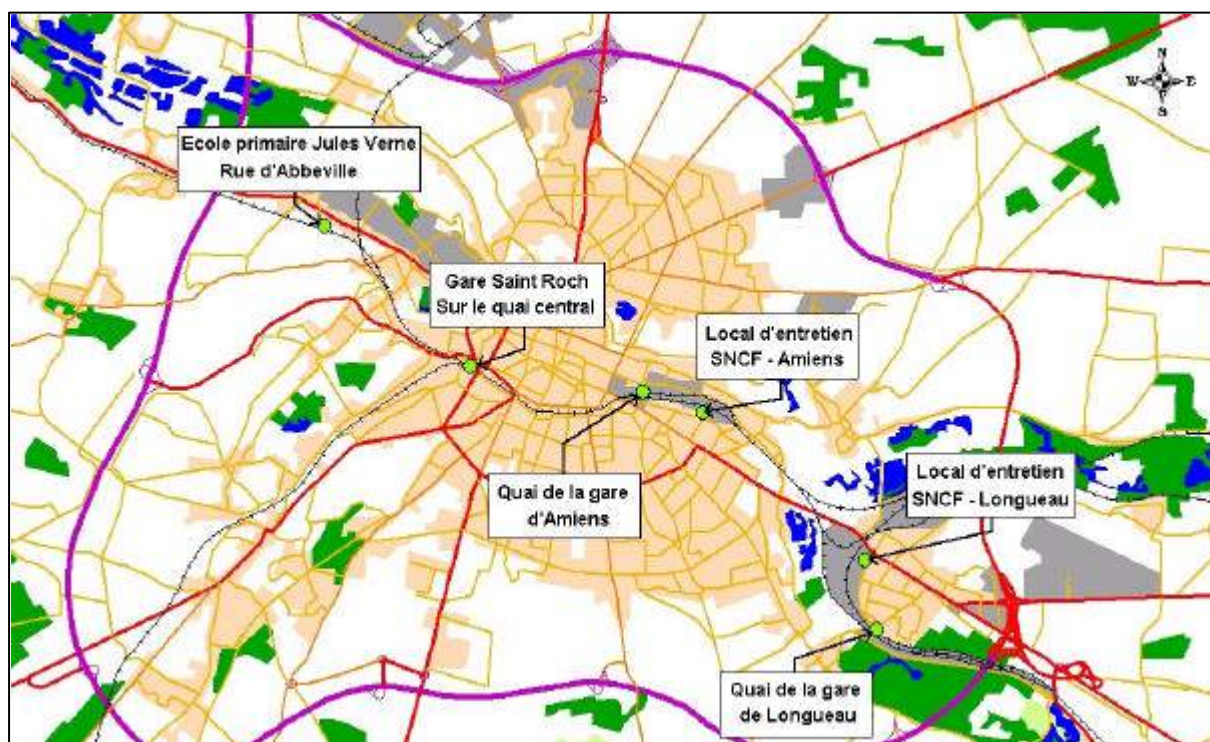 N
W E
S
Ecole primaire Jules Verne
Rue d'Abbeville
Gare Saint Roch
Sur le quai central
Local d'entretien
SNCF - Amiens
Quai de la gare
d'Amiens
Local d'entretien
SNCF - Longueau
Quai de la gare
de Longueau